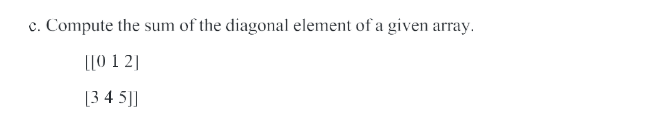 c. Compute the sum of the diagonal element of a given array.
[[0 1 2]
[3 4 5]]